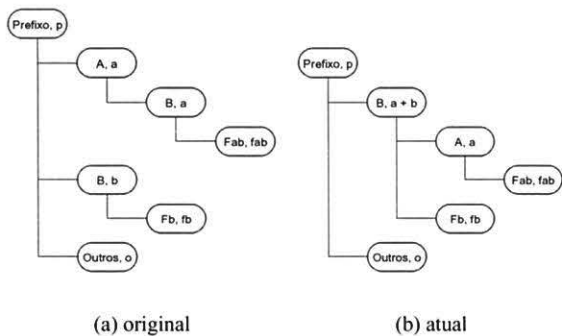 Prefixo, p
A, a
B, a
Fab, fab
B, b
Fb, fb
Outros, o
(a) original
Prefixo, p
B, a + b
A, a
Fab, fab
Fb, fb
Outros, o
(b) atual